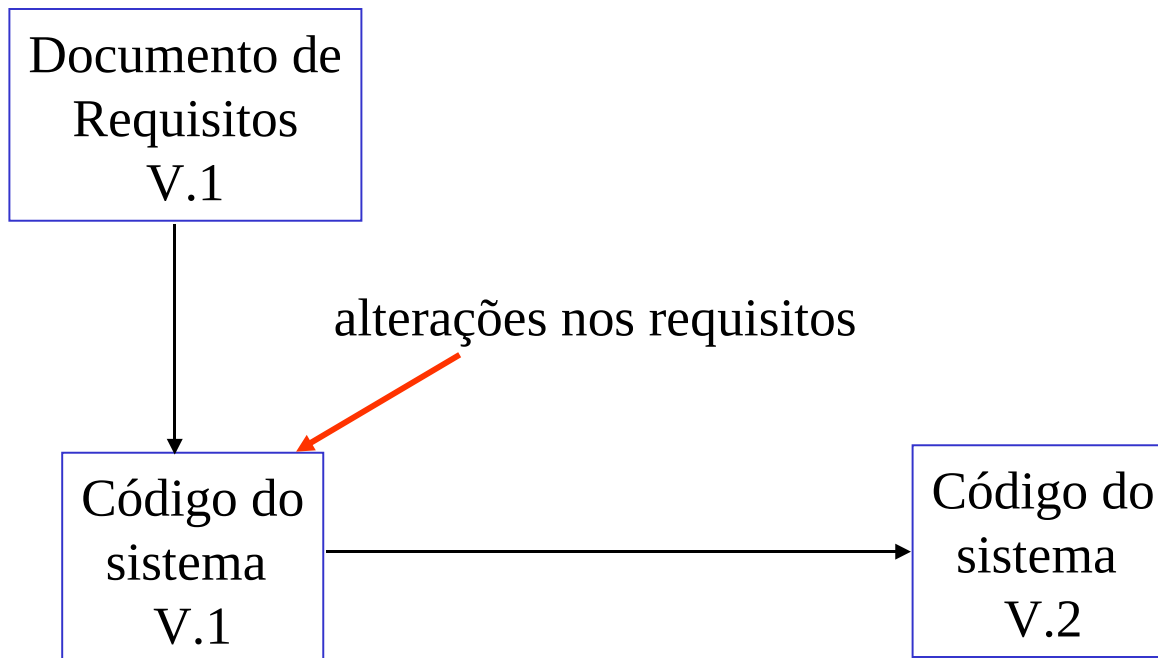 Documento de
Requisitos
V.1
alterações nos requisitos
Código do
sistema
V.1
Código do
sistema
V.2